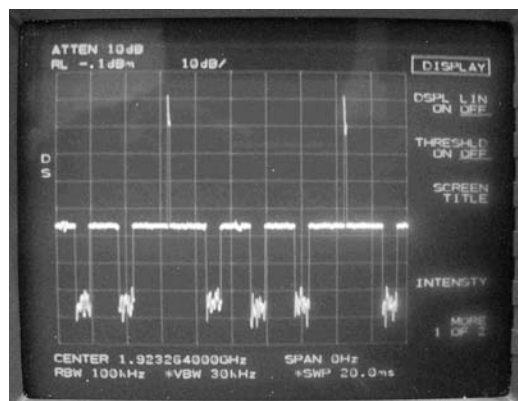 ATTEN 10dB
RL -.1dBm 10dB/
DISPLAY
DSPL LIN
ON OFF
THRESHLD
ON OFF
D
S
SCREEN
TITLE
INTENSTY
MORE
1 OF 2
CENTER 1.923264000GHz SPAN 0Hz
RBW 100kHz *VBW 30kHz *SWP 20.0ms